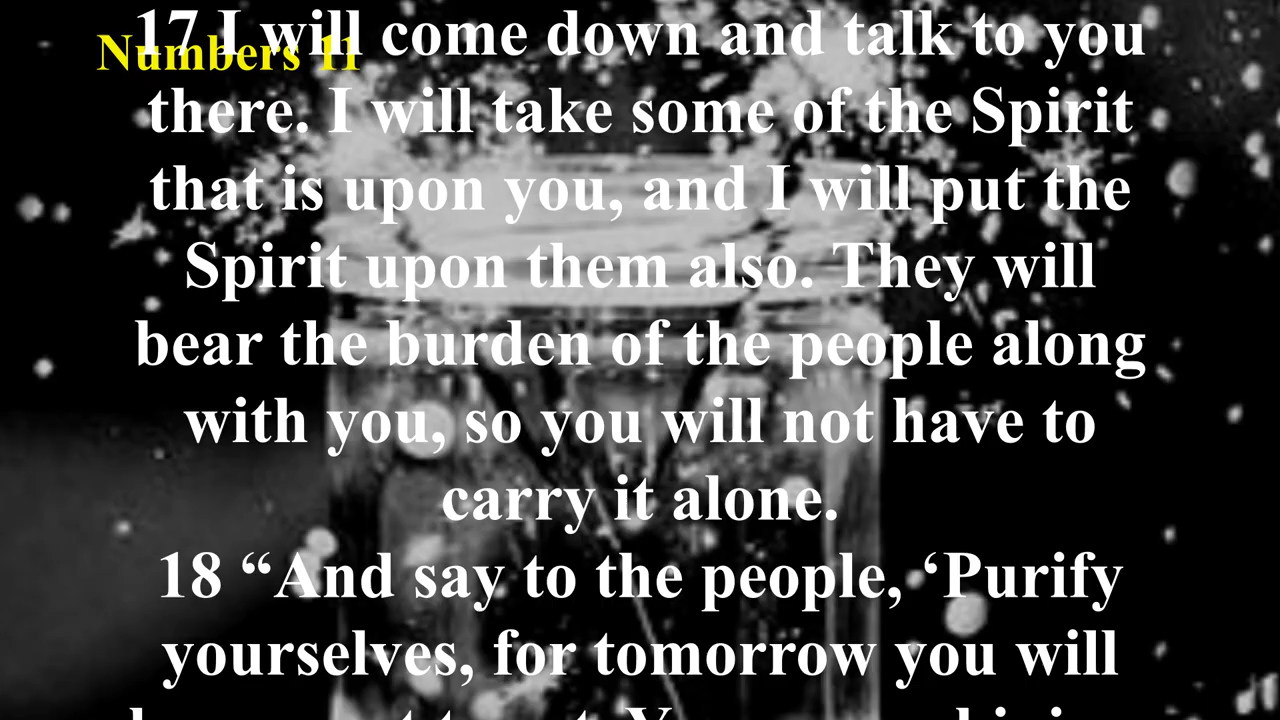 Numbers 11
17 I will come down and talk to you
there. I will take some of the Spirit
that is upon you, and I will put the
Spirit upon them also. They will
bear the burden of the people along
with you, so you will not have to
carry it alone.
18 “And say to the people, ‘Purify
yourselves, for tomorrow you will